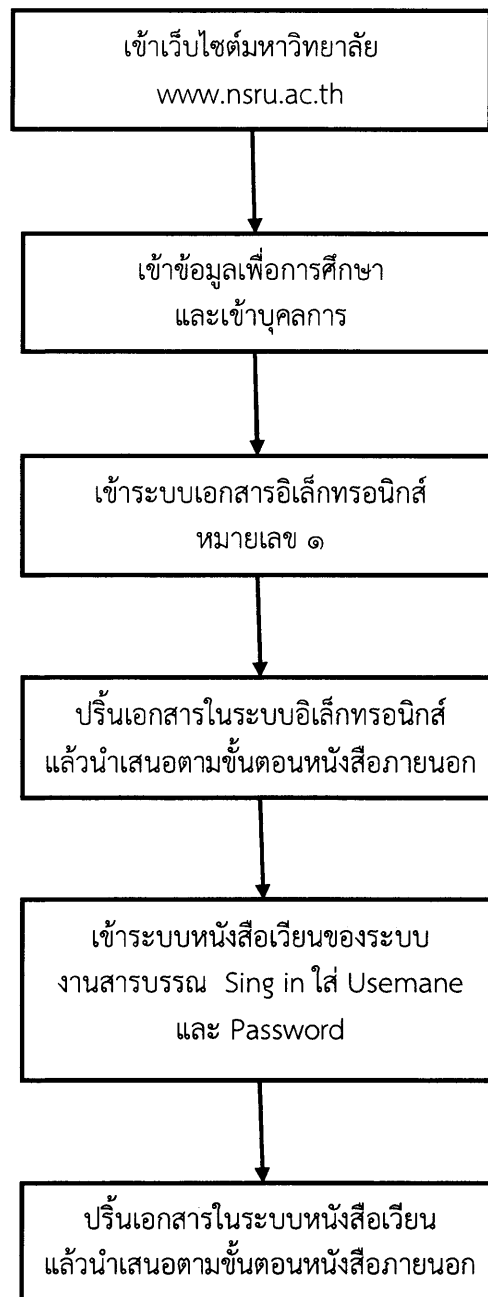 เข้าเว็บไซต์มหาวิทยาลัย
www.nsru.ac.th
เข้าข้อมูลเพื่อการศึกษา
และเข้าบุคลการ
เข้าระบบเอกสารอิเล็กทรอนิกส์
หมายเลข ๑
ปริ้นเอกสารในระบบอิเล็กทรอนิกส์
แล้วนำเสนอตามขั้นตอนหนังสือภายนอก
เข้าระบบหนังสือเวียนของระบบ
งานสารบรรณ Sing in ใส่ Usemane
และ Password
ปริ้นเอกสารในระบบหนังสือเวียน
แล้วนำเสนอตามขั้นตอนหนังสือภายนอก